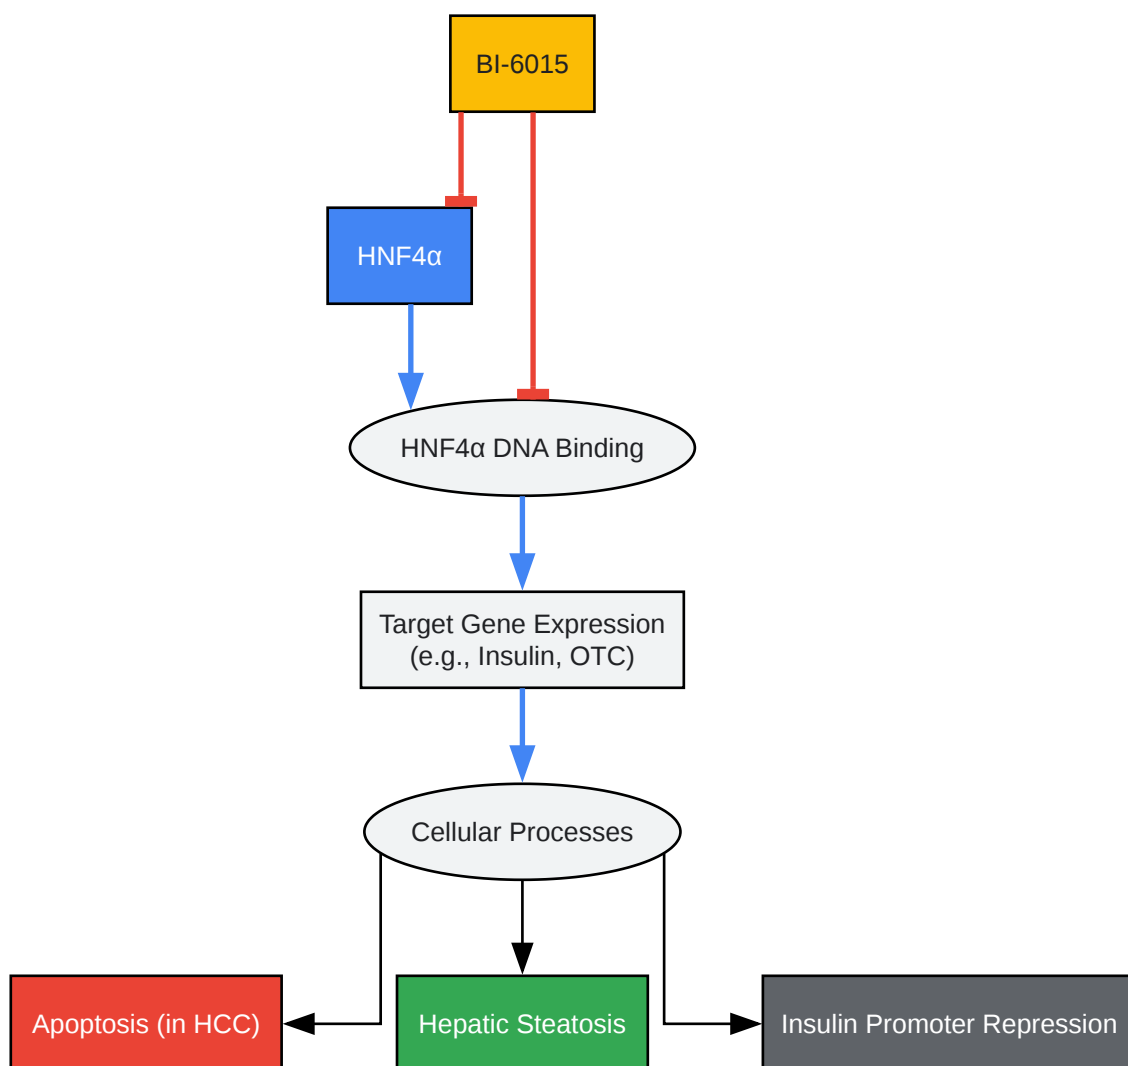 BI-6015
HNF4α
HNF4α DNA Binding
Target Gene Expression
(e.g., Insulin, OTC)
Cellular Processes
Apoptosis (in HCC)
Hepatic Steatosis
Insulin Promoter Repression